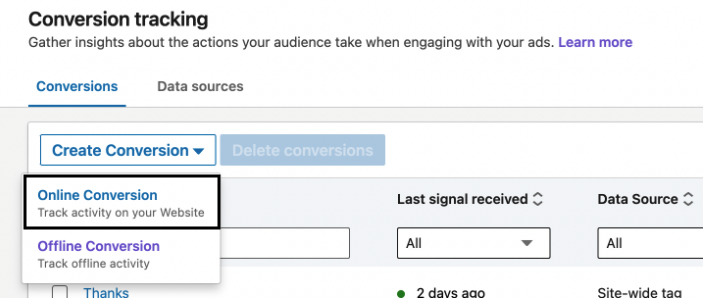 Conversion tracking
Gather insights about the actions your audience take when engaging with your ads. Learn more
Conversions Data sources
Create Conversion Delete conversions
Online Conversion
Track activity on your Website
Offline Conversion
Track offline activity
Last signal received Data Source
All All
Thanks 2 days ago Site-wide tag